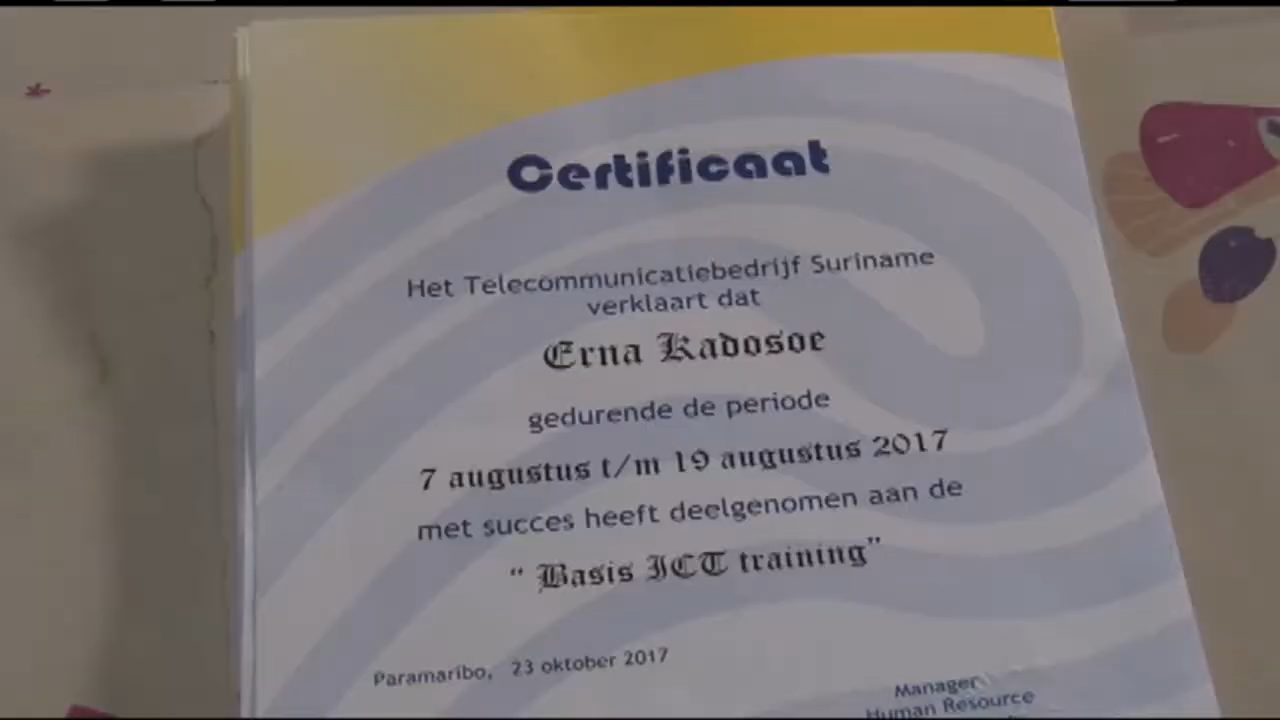 Certificaat
Het Telecommunicatiebedrijf Suriname
verklaart dat
Erna Kadosoe
gedurende de periode
7 augustus t/m 19 augustus 2017
met succes heeft deelgenomen aan de
“ Basis ICT training”
Paramaribo, 23 oktober 2017
Manager
Human Resource